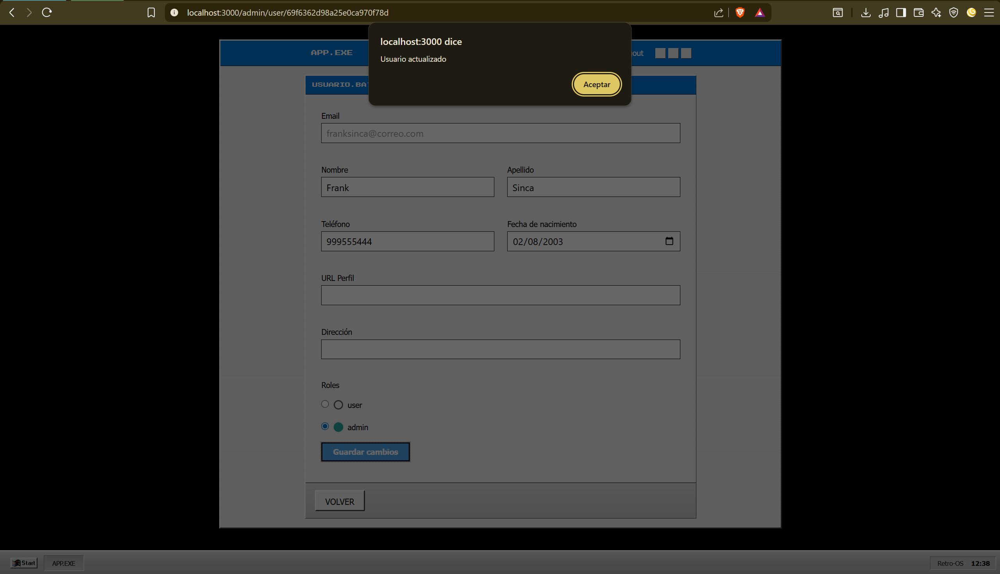 localhost:3000/admin/user/69f6362d98a25e0ca970f78d
localhost:3000 dice
Usuario actualizado
Aceptar
APP.EXE
out
USUARIO.BAT
Email
franksinca@correo.com
Nombre
Apellido
Frank
Sinca
Teléfono
Fecha de nacimiento
999555444
02/08/2003
URL Perfil
Dirección
Roles
user
admin
Guardar cambios
VOLVER
Start
APP.EXE
Retro-OS
12:38